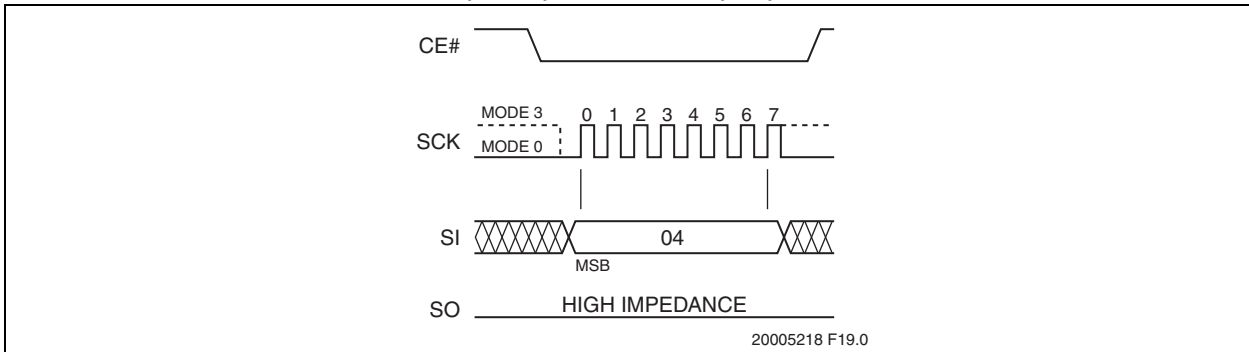 CE#
MODE 3
0 1 2 3 4 5 6 7
SCK
MODE 0
SI
04
MSB
SO
HIGH IMPEDANCE
20005218 F19.0